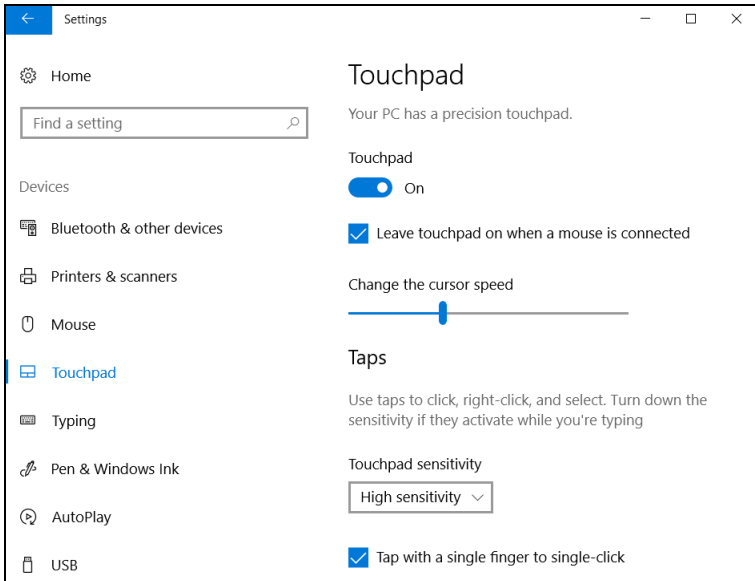 Settings
Home
Find a setting
Devices
Bluetooth & other devices
Printers & scanners
Mouse
Touchpad
Typing
Pen & Windows Ink
AutoPlay
USB
Touchpad
Your PC has a precision touchpad.
Touchpad
On
Leave touchpad on when a mouse is connected
Change the cursor speed
Taps
Use taps to click, right-click, and select. Turn down the
sensitivity if they activate while you're typing
Touchpad sensitivity
High sensitivity
Tap with a single finger to single-click